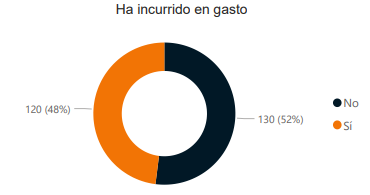 Ha incurrido en gasto
120 (48%)
130 (52%)
No
Sí